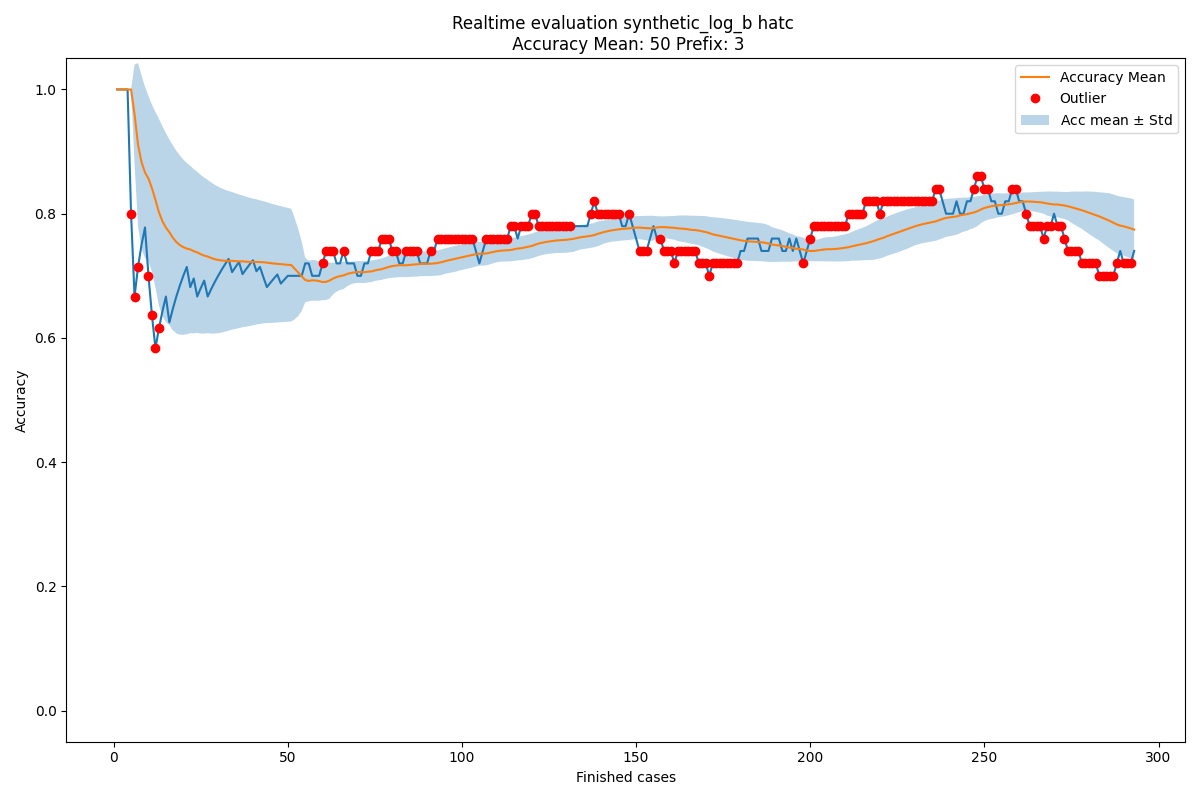 Realtime evaluation synthetic_log_b hatc
Accuracy Mean: 50 Prefix: 3
Accuracy Mean
Outlier
Acc mean ± Std
1.0
0.8
0.6
0.4
0.2
0.0
Accuracy
0
50
100
150
200
250
300
Finished cases